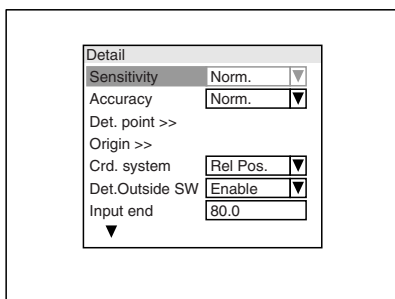 Detail
Sensitivity Norm.
Accuracy Norm.
Det. point >>
Origin >>
Crd. system Rel Pos.
Det.Outside SW Enable
Input end 80.0